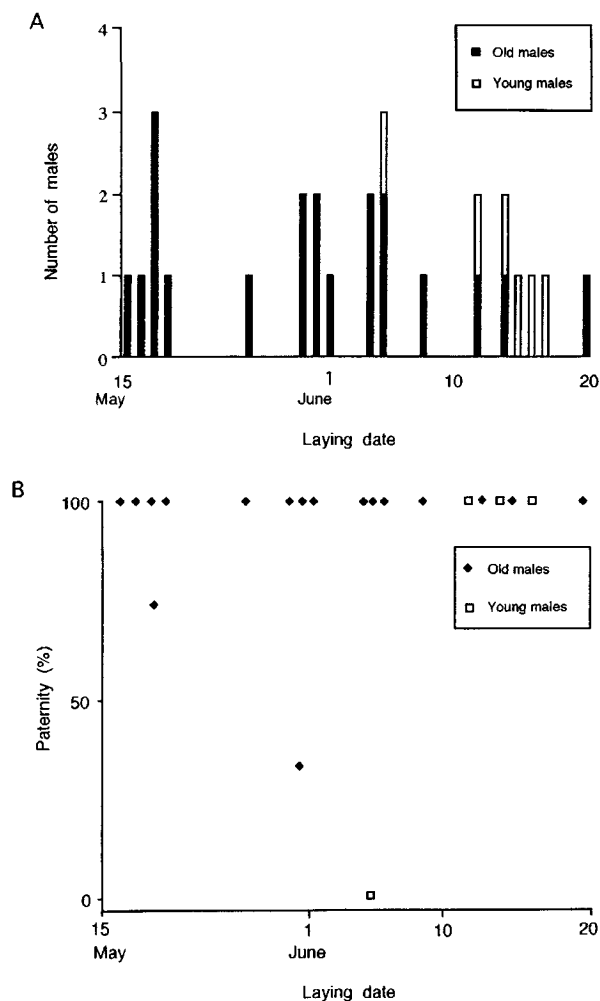 A
4
3
2
1
0
Number of males
Old males
Young males
15
May
1
June
10
20
Laying date
B
100
50
0
Paternity (%)
Old males
Young males
15
May
1
June
10
20
Laying date